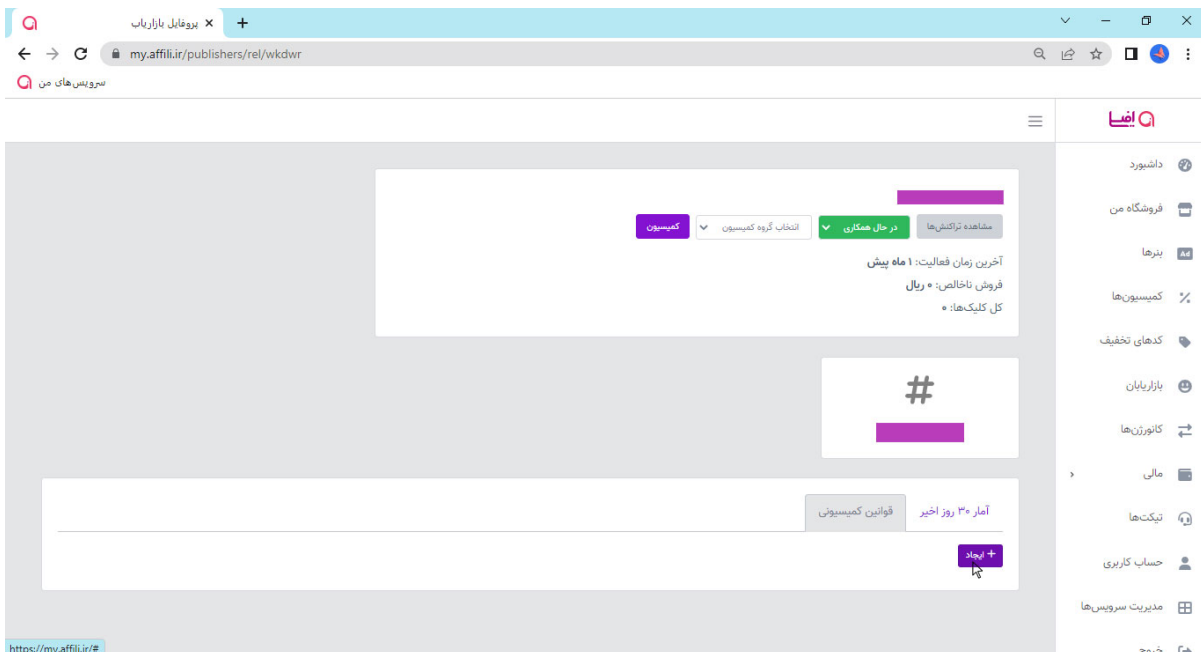 پروفایل بازاریاب
my.affili.ir/publishers/rel/wkdwr
سرویس‌های من
افیلی
داشبورد
فروشگاه من
بنرها
Ad
کمیسیون‌ها
کدهای تخفیف
بازاریابان
کانورژن‌ها
مالی
تیکت‌ها
حساب کاربری
مدیریت سرویس‌ها
خروج
مشاهده تراکنش‌ها
در حال همکاری
انتخاب گروه کمیسیون
کمیسیون
آخرین زمان فعالیت: ۱ ماه پیش
فروش ناخالص: ۰ ریال
کل کلیک‌ها: ۰
#
آمار ۳۰ روز اخیر
قوانین کمیسیونی
+ ایجاد
https://my.affili.ir/#